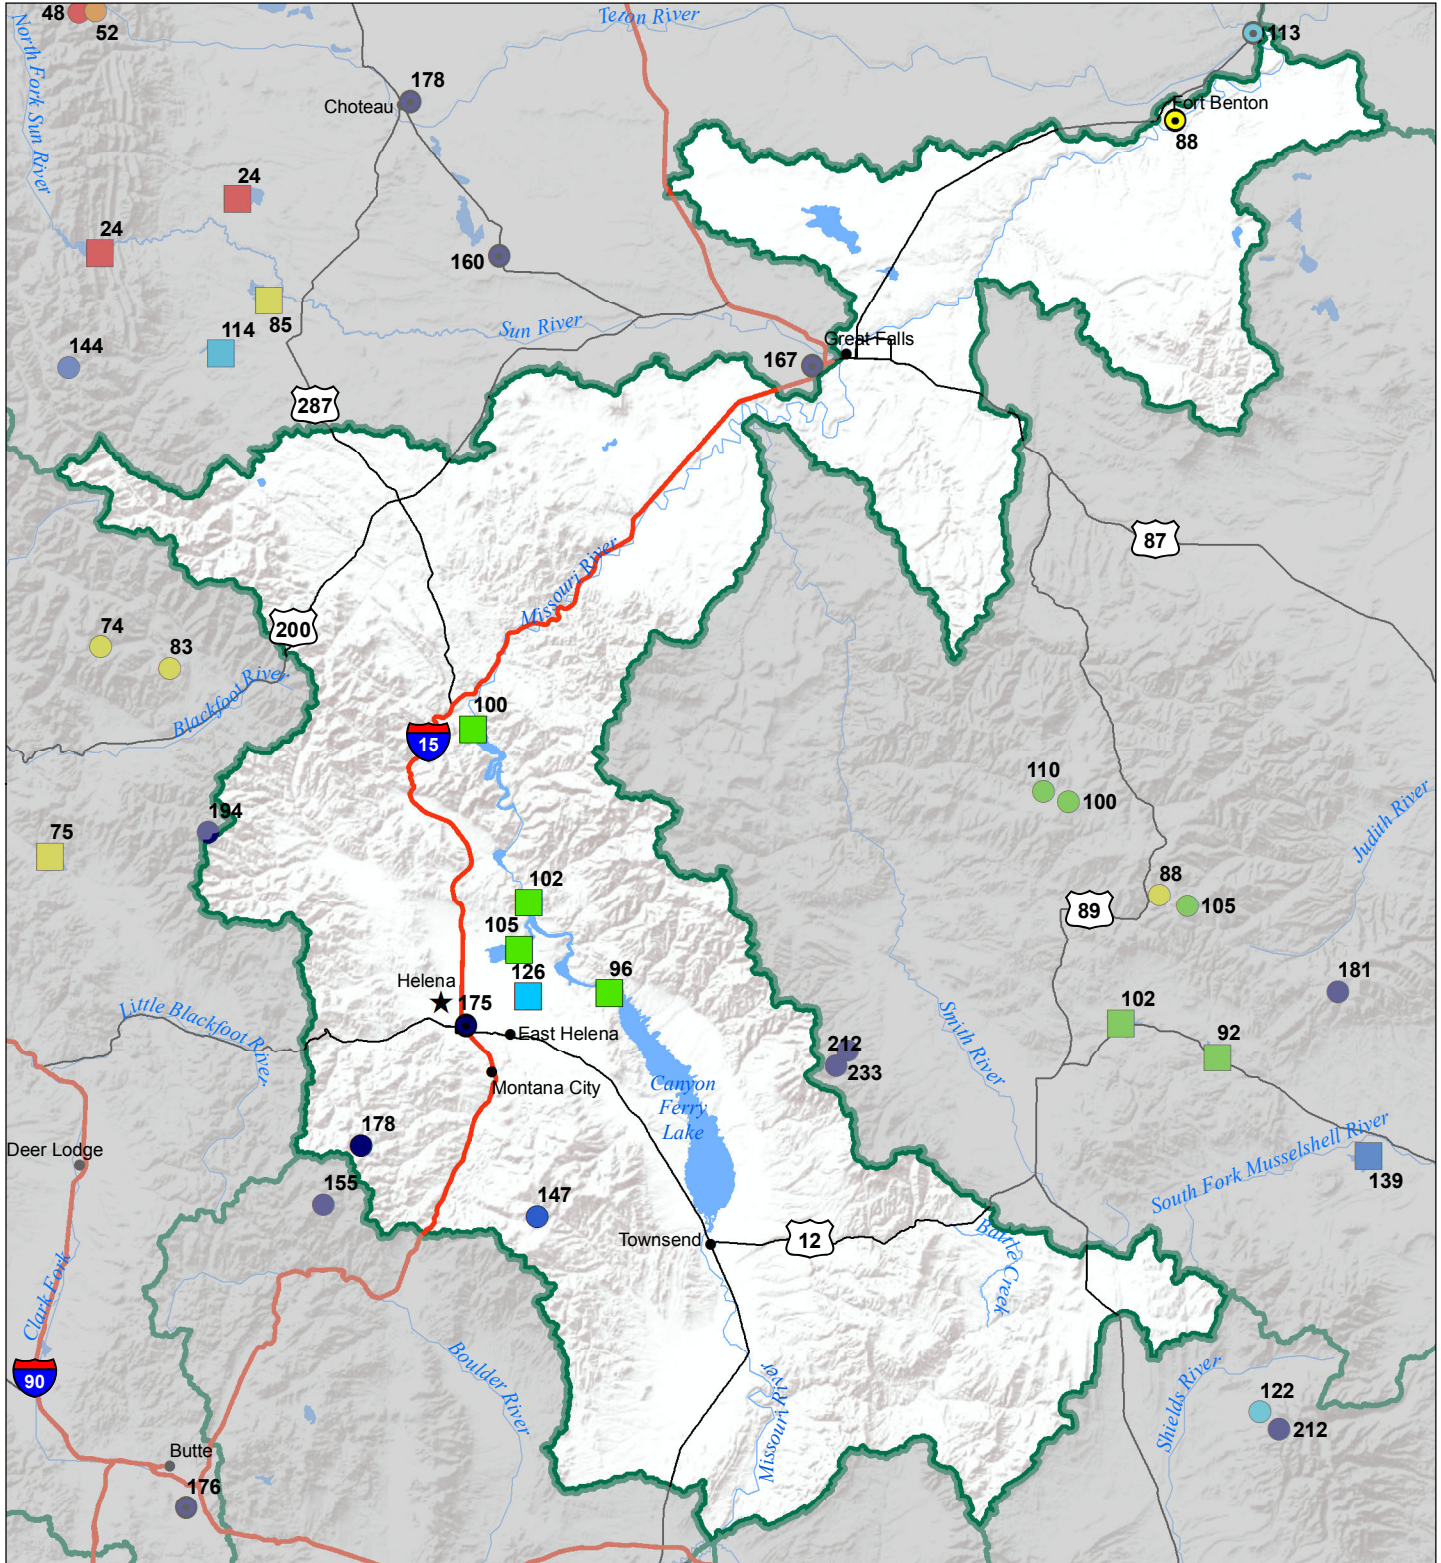 48
52
Teton River
113
North Fork Sun River
178
Choteau
Fort Benton
88
24
24
160
85
Sun River
114
144
167
Great Falls
287
87
Missouri River
200
74
83
Blackfoot River
100
15
110
100
194
75
Judith River
102
88
89
105
105
126
96
Helena
175
181
Little Blackfoot River
East Helena
102
Smith River
92
212
233
Montana City
Canyon
Ferry
Lake
178
Deer Lodge
South Fork Musselshell River
139
155
147
Townsend
12
Battle Creek
Clark Fork
Boulder River
90
Missouri River
Shields River
122
212
Butte
176